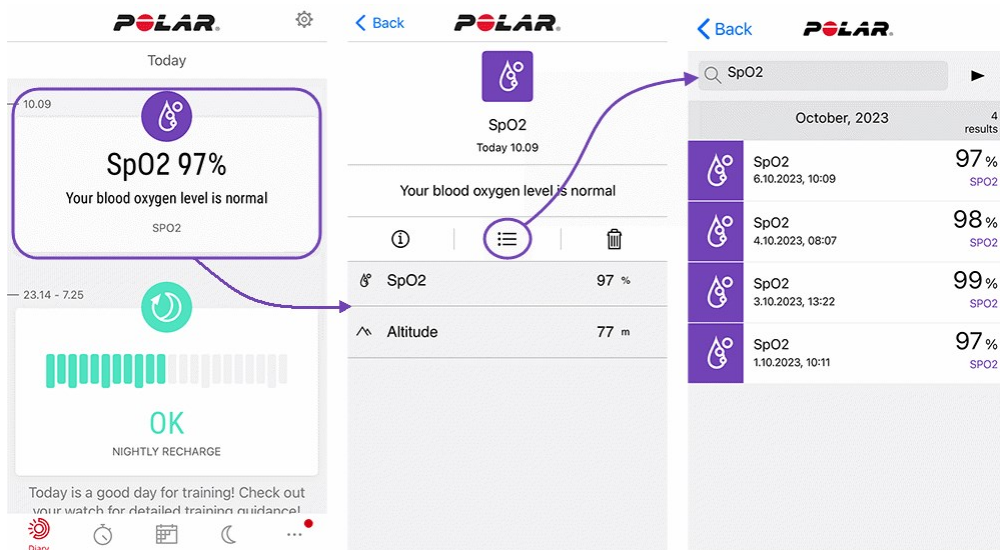 POLAR.
Today
10.09
SpO2 97%
Your blood oxygen level is normal
SPO2
23.14 - 7.25
OK
NIGHTLY RECHARGE
Today is a good day for training! Check out
your watch for detailed training guidance!
Diary
Back
POLAR.
SpO2
Today 10.09
Your blood oxygen level is normal
SpO2 97 %
Altitude 77 m
Back
POLAR.
SpO2
October, 2023 4
results
SpO2 97 %
6.10.2023, 10:09 SPO2
SpO2 98 %
4.10.2023, 08:07 SPO2
SpO2 99 %
3.10.2023, 13:22 SPO2
SpO2 97 %
1.10.2023, 10:11 SPO2